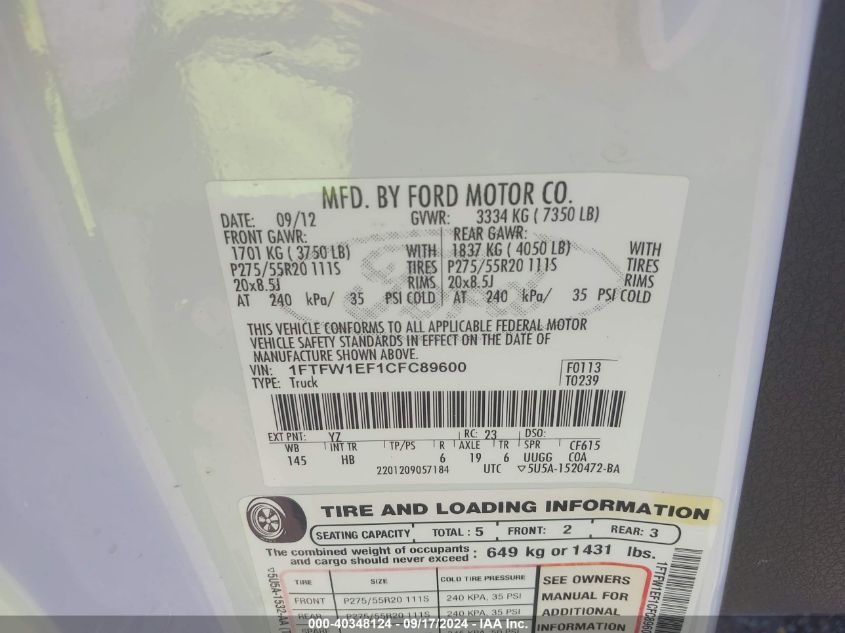 MFD. BY FORD MOTOR CO.
DATE: 09/12 GVWR: 3334 KG ( 7350 LB)
FRONT GAWR: REAR GAWR:
1701 KG ( 3750 LB) WITH 1837 KG ( 4050 LB) WITH
P275/55R20 111S TIRES P275/55R20 111S TIRES
20x8.5J RIMS 20x8.5J RIMS
AT 240 kPa/ 35 PSI COLD AT 240 kPa/ 35 PSI COLD
THIS VEHICLE CONFORMS TO ALL APPLICABLE FEDERAL MOTOR
VEHICLE SAFETY STANDARDS IN EFFECT ON THE DATE OF
MANUFACTURE SHOWN ABOVE.
VIN: 1FTFW1EF1CFC89600 F0113
TYPE: Truck T0239
EXT PNT: YZ RC: 23 DSO:
WB INT TR TP/PS R AXLE TR SPR CF615
145 HB 6 19 6 UUGG COA
2201209057184 UTC ▽5U5A-1520472-BA
TIRE AND LOADING INFORMATION
SEATING CAPACITY TOTAL : 5 FRONT: 2 REAR: 3
The combined weight of occupants and cargo should never exceed : 649 kg or 1431 lbs.
TIRE SIZE COLD TIRE PRESSURE SEE OWNERS
FRONT P275/55R20 111S 240 KPA, 35 PSI MANUAL FOR
REAR P275/55R20 111S 240 KPA, 35 PSI ADDITIONAL
SPARE INFORMATION
000-40348124 - 09/17/2024 - IAA Inc.